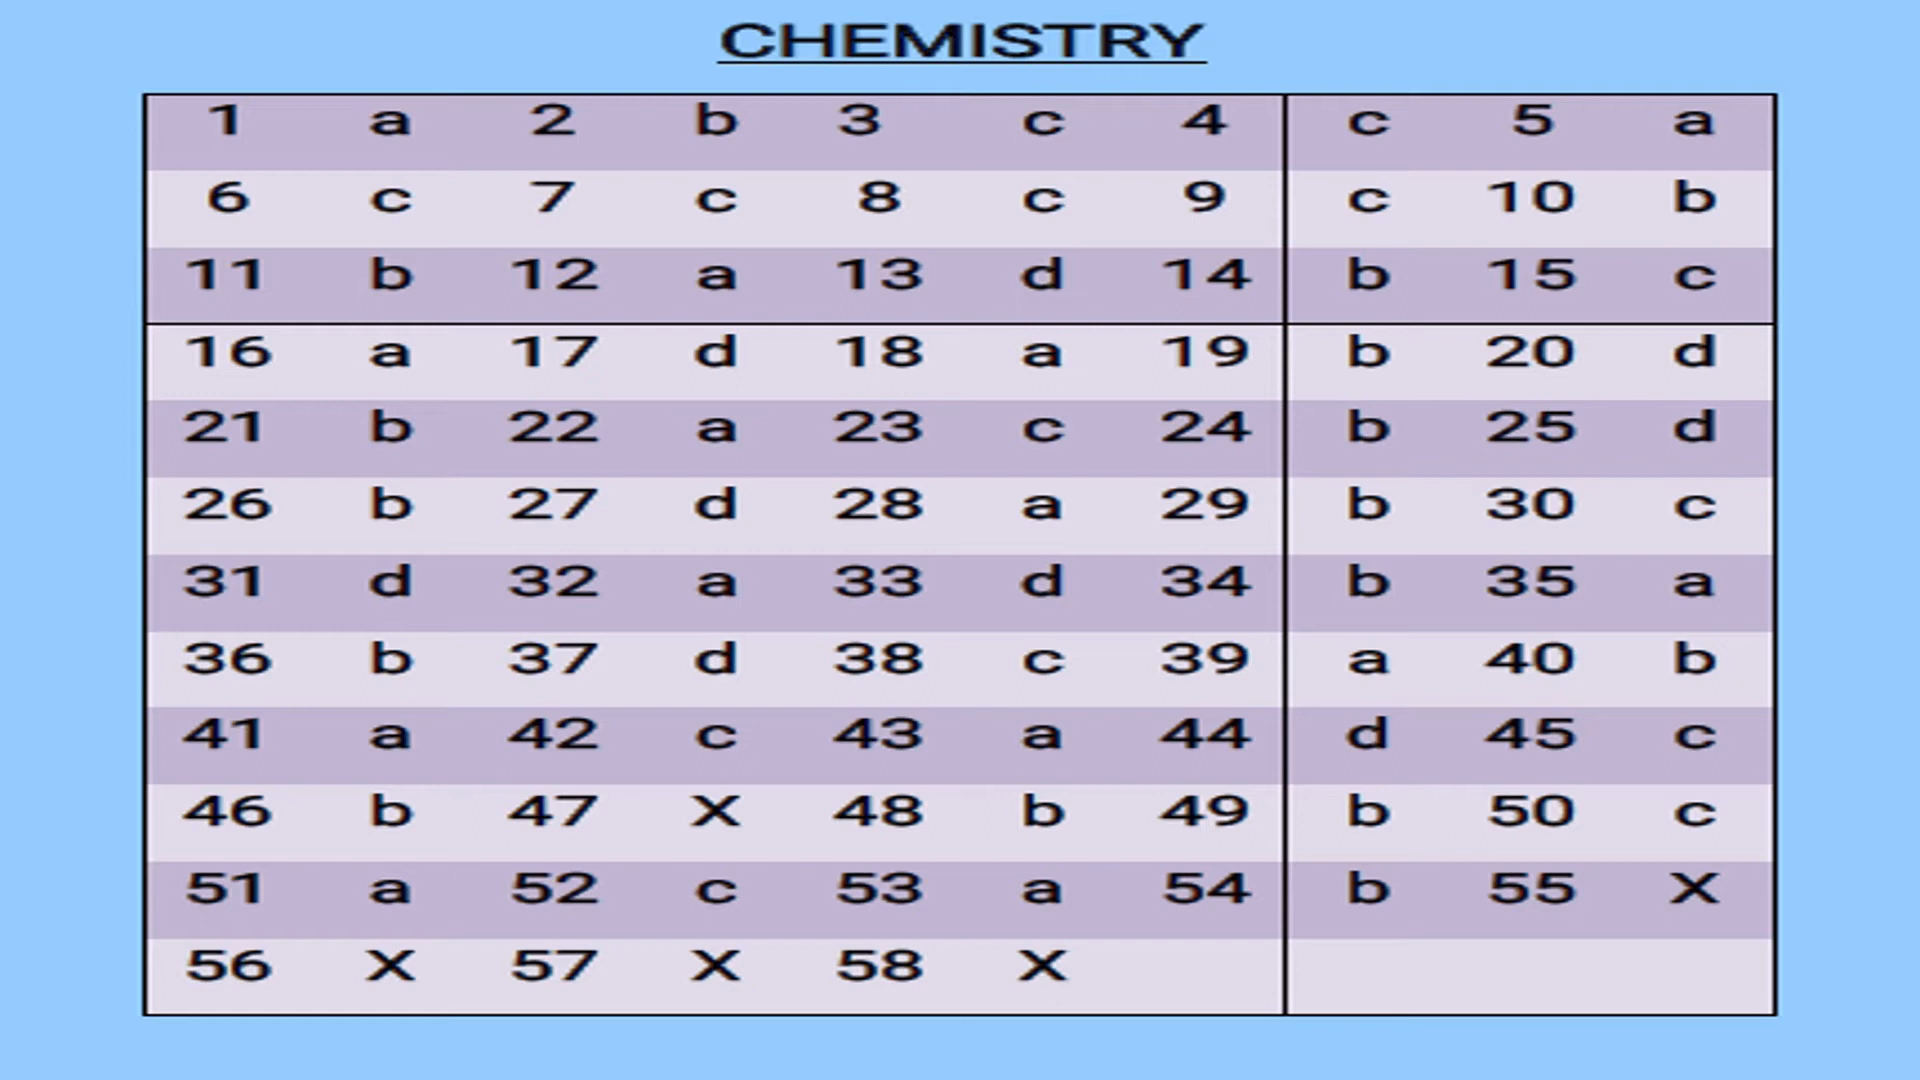 CHEMISTRY
1 a 2 b 3 c 4 c 5 a
6 c 7 c 8 c 9 c 10 b
11 b 12 a 13 d 14 b 15 c
16 a 17 d 18 a 19 b 20 d
21 b 22 a 23 c 24 b 25 d
26 b 27 d 28 a 29 b 30 c
31 d 32 a 33 d 34 b 35 a
36 b 37 d 38 c 39 a 40 b
41 a 42 c 43 a 44 d 45 c
46 b 47 X 48 b 49 b 50 c
51 a 52 c 53 a 54 b 55 X
56 X 57 X 58 X